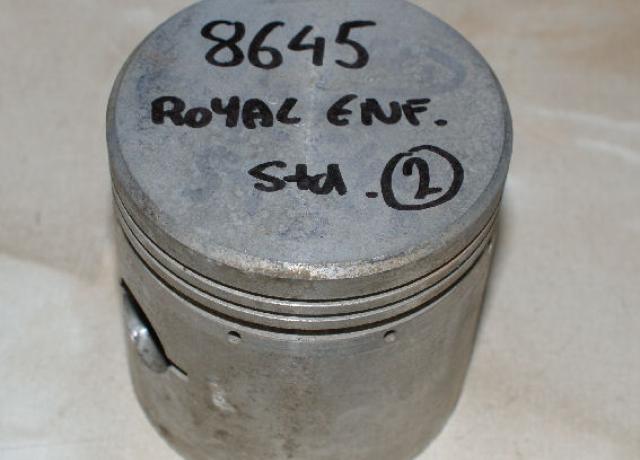 8645
ROYAL ENF.
Std. 2